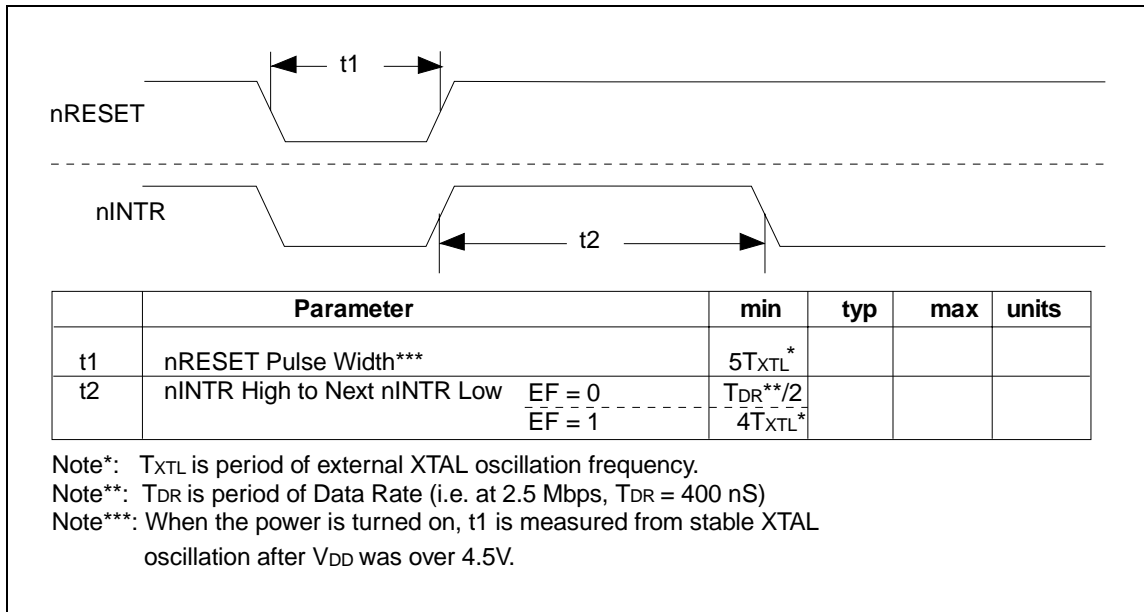 t1
nRESET
nINTR
t2
Parameter min typ max units
t1 nRESET Pulse Width*** 5TXTL*
t2 nINTR High to Next nINTR Low EF = 0 TDR**/2
EF = 1 4TXTL*
Note*: TXTL is period of external XTAL oscillation frequency.
Note**: TDR is period of Data Rate (i.e. at 2.5 Mbps, TDR = 400 nS)
Note***: When the power is turned on, t1 is measured from stable XTAL
oscillation after VDD was over 4.5V.